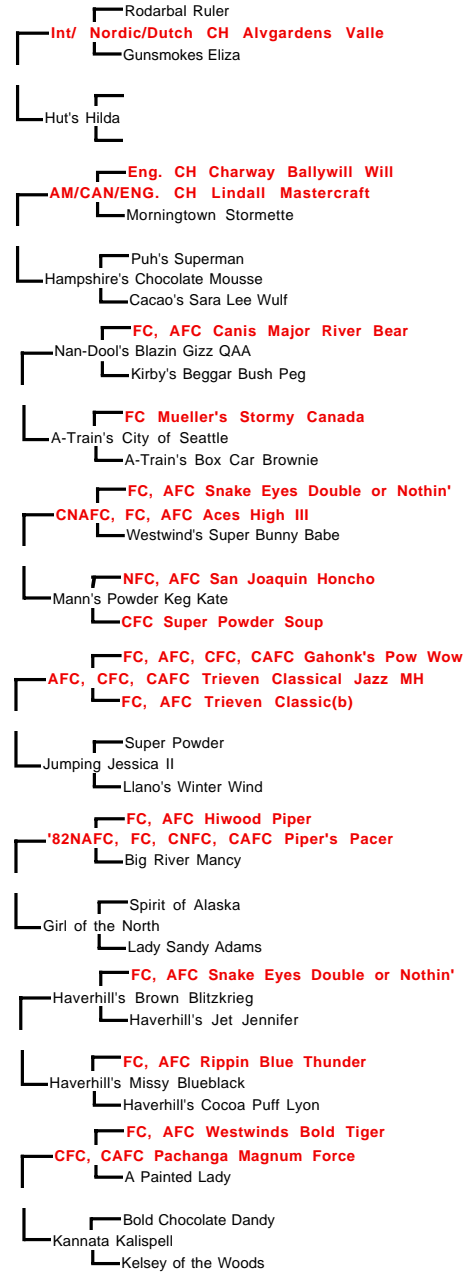 Rodarbal Ruler
Int/ Nordic/Dutch CH Alvgardens Valle
Gunsmokes Eliza
Hut's Hilda
Eng. CH Charway Ballywill Will
AM/CAN/ENG. CH Lindall Mastercraft
Morningtown Stormette
Puh's Superman
Hampshire's Chocolate Mousse
Cacao's Sara Lee Wulf
FC, AFC Canis Major River Bear
Nan-Dool's Blazin Gizz QAA
Kirby's Beggar Bush Peg
FC Mueller's Stormy Canada
A-Train's City of Seattle
A-Train's Box Car Brownie
FC, AFC Snake Eyes Double or Nothin'
CNAFC, FC, AFC Aces High III
Westwind's Super Bunny Babe
NFC, AFC San Joaquin Honcho
Mann's Powder Keg Kate
CFC Super Powder Soup
FC, AFC, CFC, CAFC Gahonk's Pow Wow
AFC, CFC, CAFC Trieven Classical Jazz MH
FC, AFC Trieven Classic(b)
Super Powder
Jumping Jessica II
Llano's Winter Wind
FC, AFC Hiwood Piper
'82NAFC, FC, CNFC, CAFC Piper's Pacer
Big River Mancy
Spirit of Alaska
Girl of the North
Lady Sandy Adams
FC, AFC Snake Eyes Double or Nothin'
Haverhill's Brown Blitzkrieg
Haverhill's Jet Jennifer
FC, AFC Rippin Blue Thunder
Haverhill's Missy Blueblack
Haverhill's Cocoa Puff Lyon
FC, AFC Westwinds Bold Tiger
CFC, CAFC Pachanga Magnum Force
A Painted Lady
Bold Chocolate Dandy
Kannata Kalispell
Kelsey of the Woods